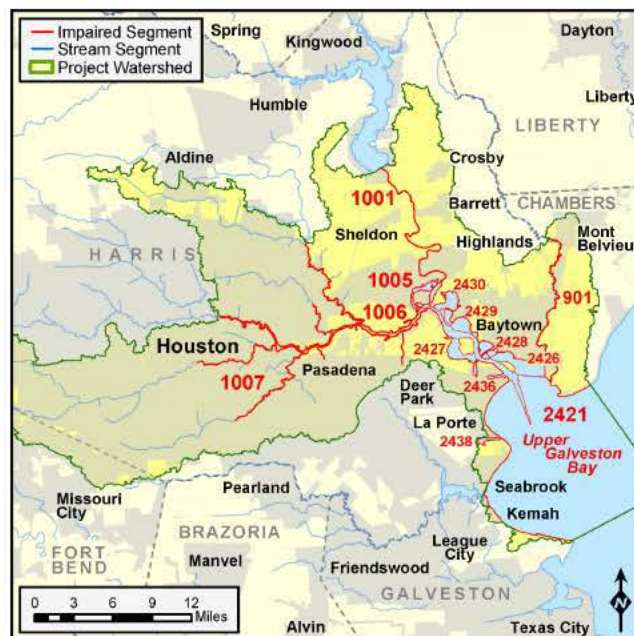 Impaired Segment
Stream Segment
Project Watershed
Spring
Kingwood
Dayton
Humble
Liberty
LIBERTY
Aldine
Crosby
1001
Barrett
CHAMBERS
Sheldon
Highlands
Mont
Belvieu
HARRIS
1005
2430
901
1006
2429
Baytown
Houston
2427
2428
2426
1007
Pasadena
2436
Deer
Park
2421
La Porte
Upper
Galveston
Bay
2438
Missouri
City
Pearland
Seabrook
Kemah
BRAZORIA
FORT
BEND
Manvel
League
City
Friendswood
GALVESTON
0 3 6 9 12
Miles
Alvin
Texas City
N